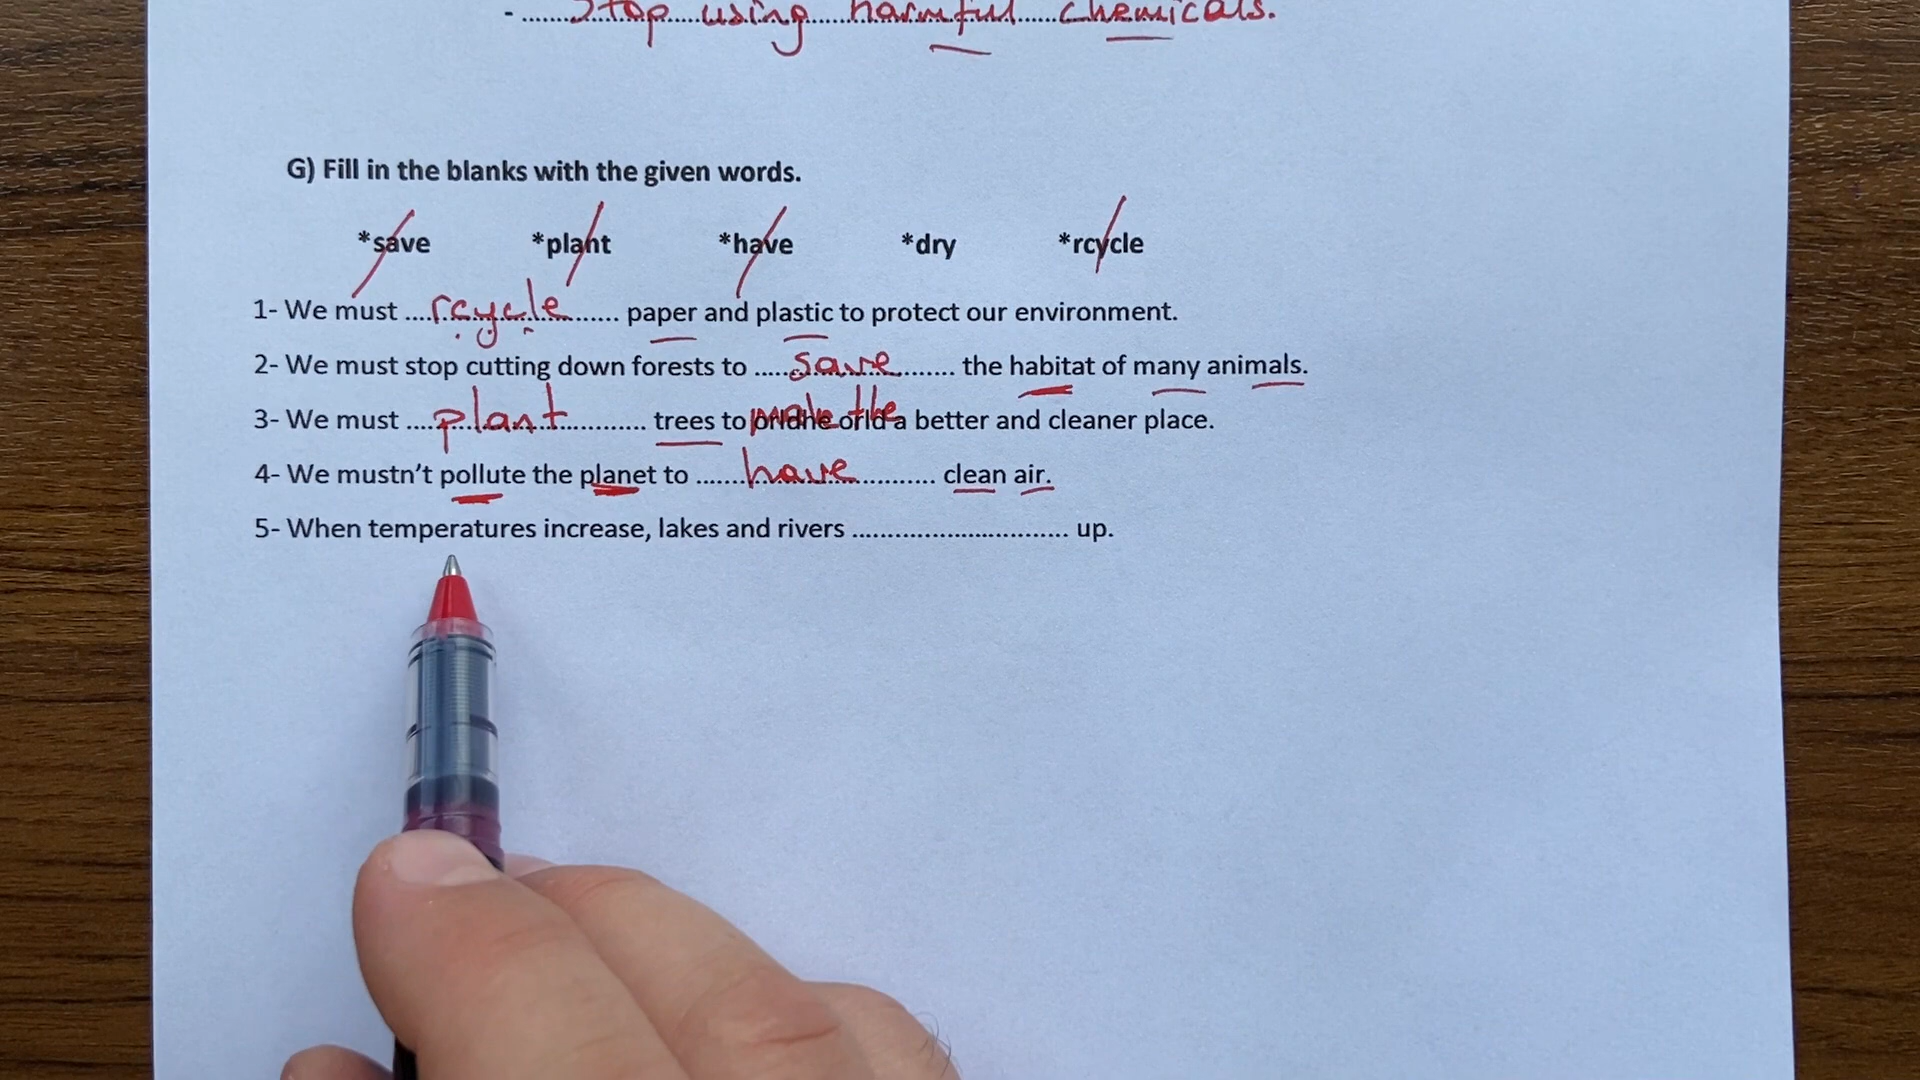 - ........Stop using harmful chemicals.
G) Fill in the blanks with the given words.
*save *plant *have *dry *rcycle
1- We must ....rcycle....... paper and plastic to protect our environment.
2- We must stop cutting down forests to .....save........ the habitat of many animals.
3- We must ....plant............ trees to make the a better and cleaner place.
4- We mustn't pollute the planet to .......have........... clean air.
5- When temperatures increase, lakes and rivers .............................. up.